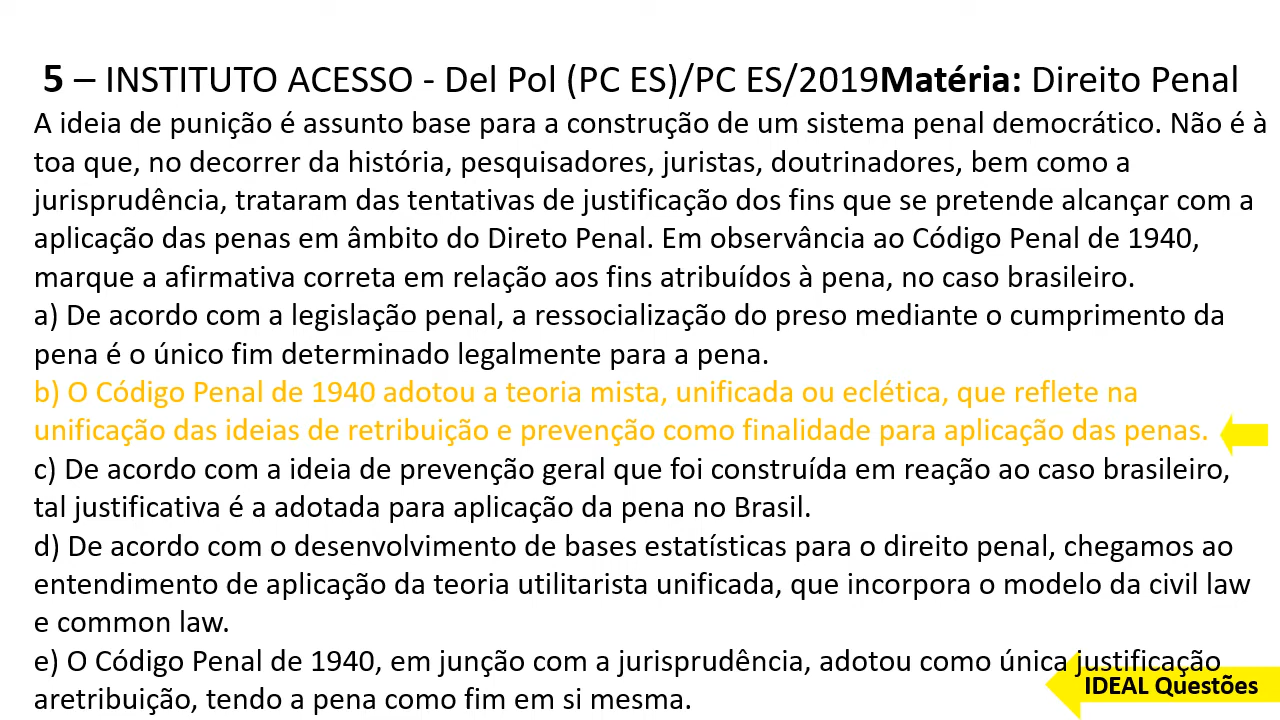 5 – INSTITUTO ACESSO - Del Pol (PC ES)/PC ES/2019Matéria: Direito Penal
A ideia de punição é assunto base para a construção de um sistema penal democrático. Não é à
toa que, no decorrer da história, pesquisadores, juristas, doutrinadores, bem como a
jurisprudência, trataram das tentativas de justificação dos fins que se pretende alcançar com a
aplicação das penas em âmbito do Direto Penal. Em observância ao Código Penal de 1940,
marque a afirmativa correta em relação aos fins atribuídos à pena, no caso brasileiro.
a) De acordo com a legislação penal, a ressocialização do preso mediante o cumprimento da
pena é o único fim determinado legalmente para a pena.
b) O Código Penal de 1940 adotou a teoria mista, unificada ou eclética, que reflete na
unificação das ideias de retribuição e prevenção como finalidade para aplicação das penas.
c) De acordo com a ideia de prevenção geral que foi construída em reação ao caso brasileiro,
tal justificativa é a adotada para aplicação da pena no Brasil.
d) De acordo com o desenvolvimento de bases estatísticas para o direito penal, chegamos ao
entendimento de aplicação da teoria utilitarista unificada, que incorpora o modelo da civil law
e common law.
e) O Código Penal de 1940, em junção com a jurisprudência, adotou como única justificação
aretribuição, tendo a pena como fim em si mesma.
IDEAL Questões